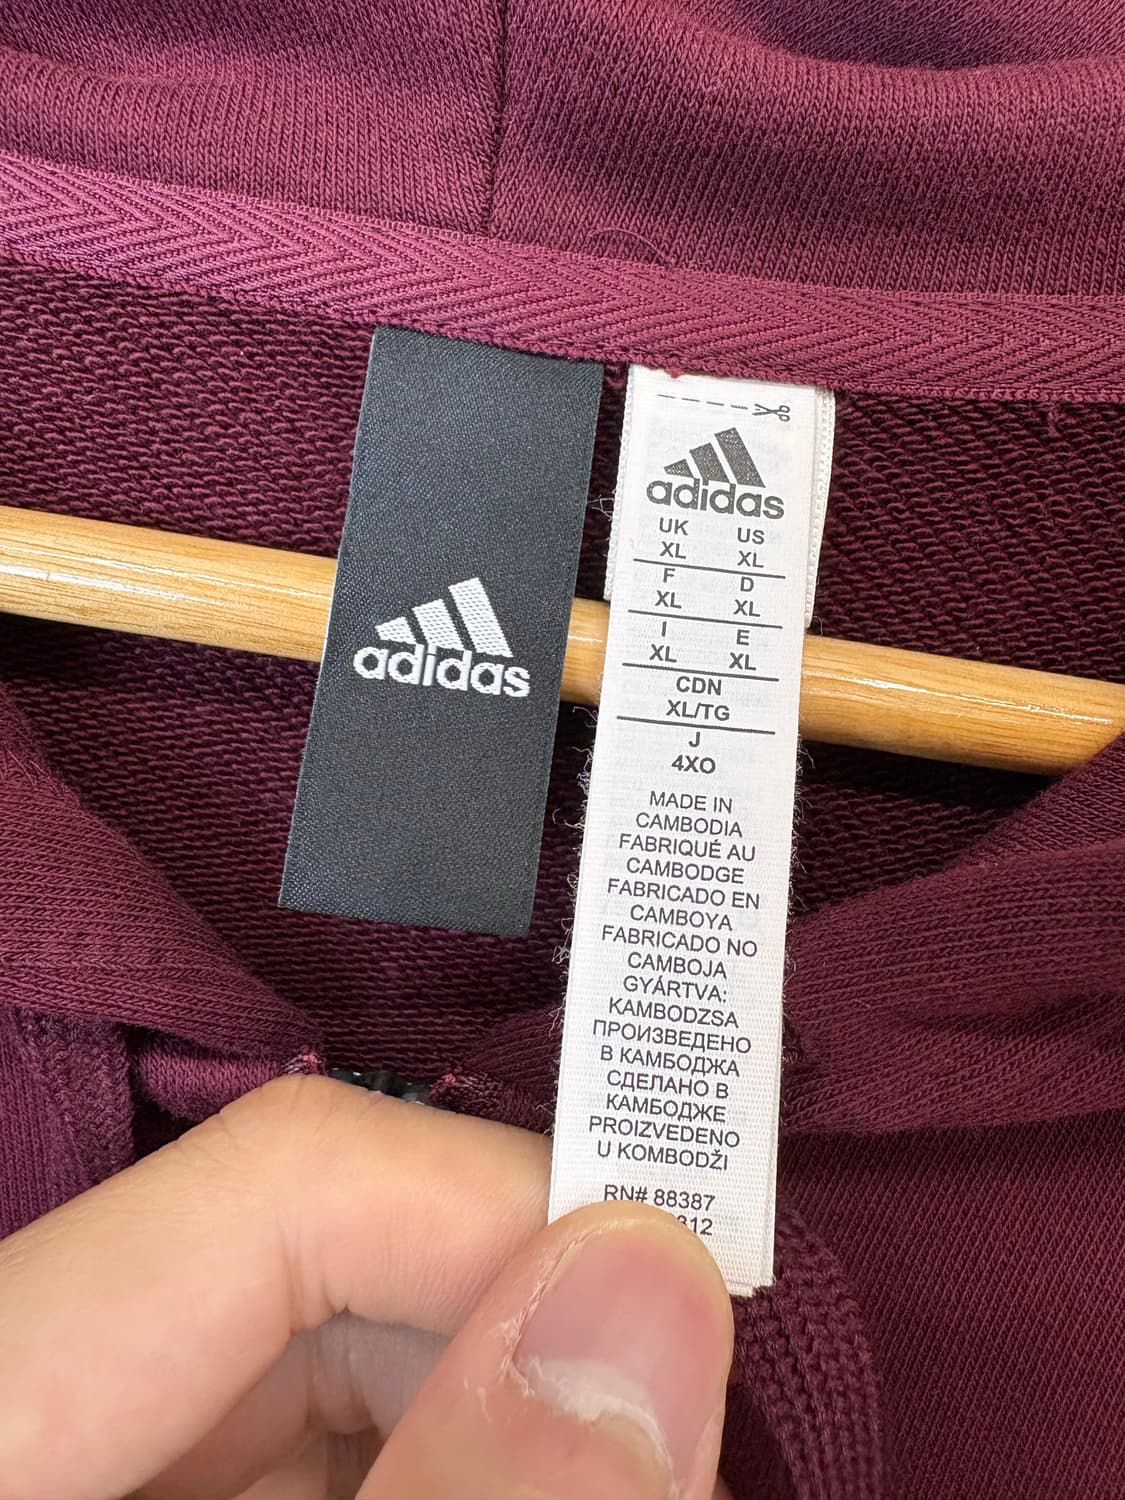 adidas
adidas
UK US
XL XL
F D
XL XL
I E
XL XL
CDN
XL/TG
J
4XO
MADE IN
CAMBODIA
FABRIQUÉ AU
CAMBODGE
FABRICADO EN
CAMBOYA
FABRICADO NO
CAMBOJA
GYÁRTVA:
KAMBODZSA
ПРОИЗВЕДЕНО
В КАМБОДЖА
СДЕЛАНО В
КАМБОДЖЕ
PROIZVEDENO
U KOMBODŽI
RN# 88387